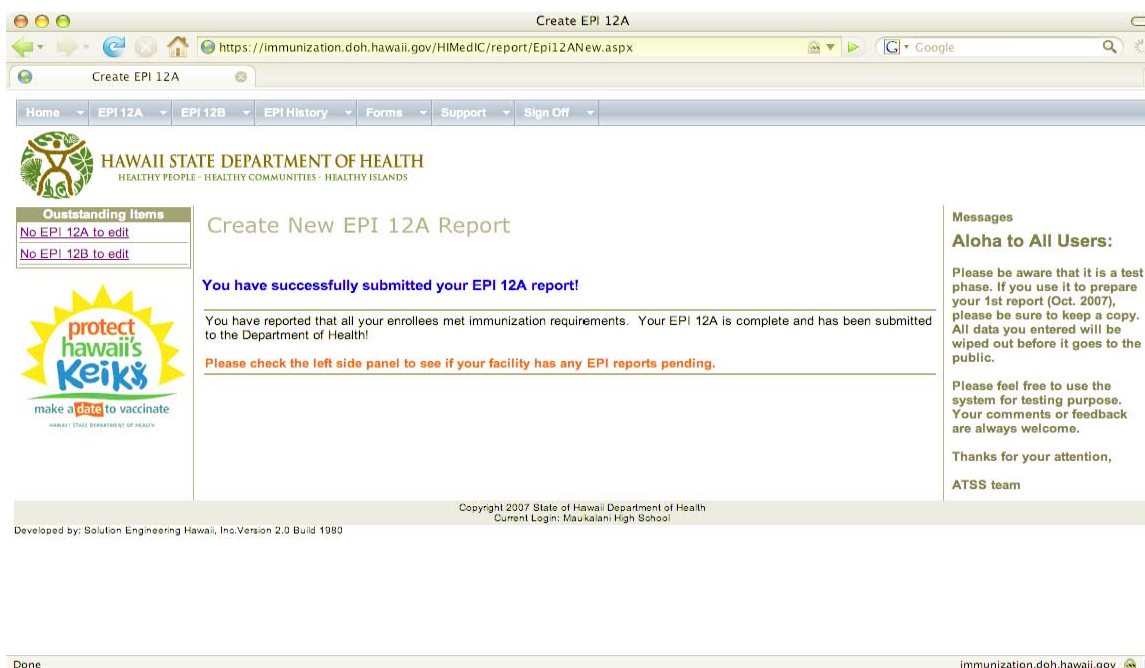 Create EPI 12A
https://immunization.doh.hawaii.gov/HIMedIC/report/Epi12ANew.aspx
G Google
Create EPI 12A
Home EPI 12A EPI 12B EPI History Forms Support Sign Off
HAWAII STATE DEPARTMENT OF HEALTH
HEALTHY PEOPLE - HEALTHY COMMUNITIES - HEALTHY ISLANDS
Ouststanding Items
No EPI 12A to edit
No EPI 12B to edit
protect
hawaii's
Keiki
make a date to vaccinate
HAWAI'I STATE DEPARTMENT OF HEALTH
Create New EPI 12A Report
You have successfully submitted your EPI 12A report!
You have reported that all your enrollees met immunization requirements. Your EPI 12A is complete and has been submitted
to the Department of Health!
Please check the left side panel to see if your facility has any EPI reports pending.
Messages
Aloha to All Users:
Please be aware that it is a test
phase. If you use it to prepare
your 1st report (Oct. 2007),
please be sure to keep a copy.
All data you entered will be
wiped out before it goes to the
public.
Please feel free to use the
system for testing purpose.
Your comments or feedback
are always welcome.
Thanks for your attention,
ATSS team
Copyright 2007 State of Hawaii Department of Health
Current Login: Maukalani High School
Developed by: Solution Engineering Hawaii, Inc.Version 2.0 Build 1980
Done
immunization.doh.hawaii.gov